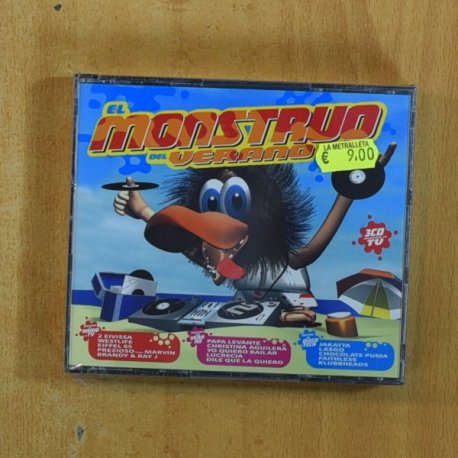 EL
MONSTRUO
DEL VERANO
LA METRALLETA
€ 9.00
3CD
TV
2 EIVISSA
WESTLIFE
EIFFEL 65
PREZIOSO MARVIN
BRANDY N RAY J
PAPA LEVANTE
CHRISTINA AGUILERA
YO QUIERO BAILAR
LUCRECIA
DILE QUE LA QUIERO
JAKATTA
LASGO
CHOCOLATE PUMA
FAITHLESS
KLUBBHEADS